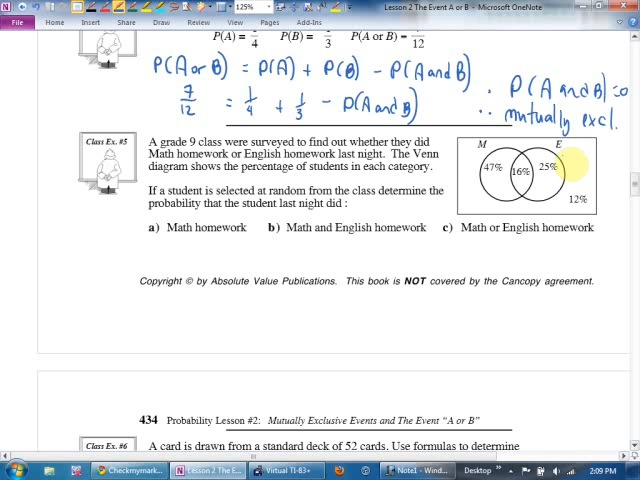 Lesson 2 The Event A or B - Microsoft OneNote
125%
File Home Insert Share Draw Review View Pages Add-Ins
P(A) = 1/4 P(B) = 1/3 P(A or B) = 7/12
P(A or B) = P(A) + P(B) - P(A and B)
7/12 = 1/4 + 1/3 - P(A and B)
∴ P(A and B) = 0
∴ mutually excl.
Class Ex. #5
A grade 9 class were surveyed to find out whether they did
Math homework or English homework last night. The Venn
diagram shows the percentage of students in each category.
If a student is selected at random from the class determine the
probability that the student last night did :
M E
47% 16% 25%
12%
a) Math homework b) Math and English homework c) Math or English homework
Copyright © by Absolute Value Publications. This book is NOT covered by the Cancopy agreement.
434 Probability Lesson #2: Mutually Exclusive Events and The Event "A or B"
Class Ex. #6
A card is drawn from a standard deck of 52 cards. Use formulas to determine
Checkmymark... Lesson 2 The E... Virtual TI-83+ Note1 - Wind... Desktop 2:09 PM